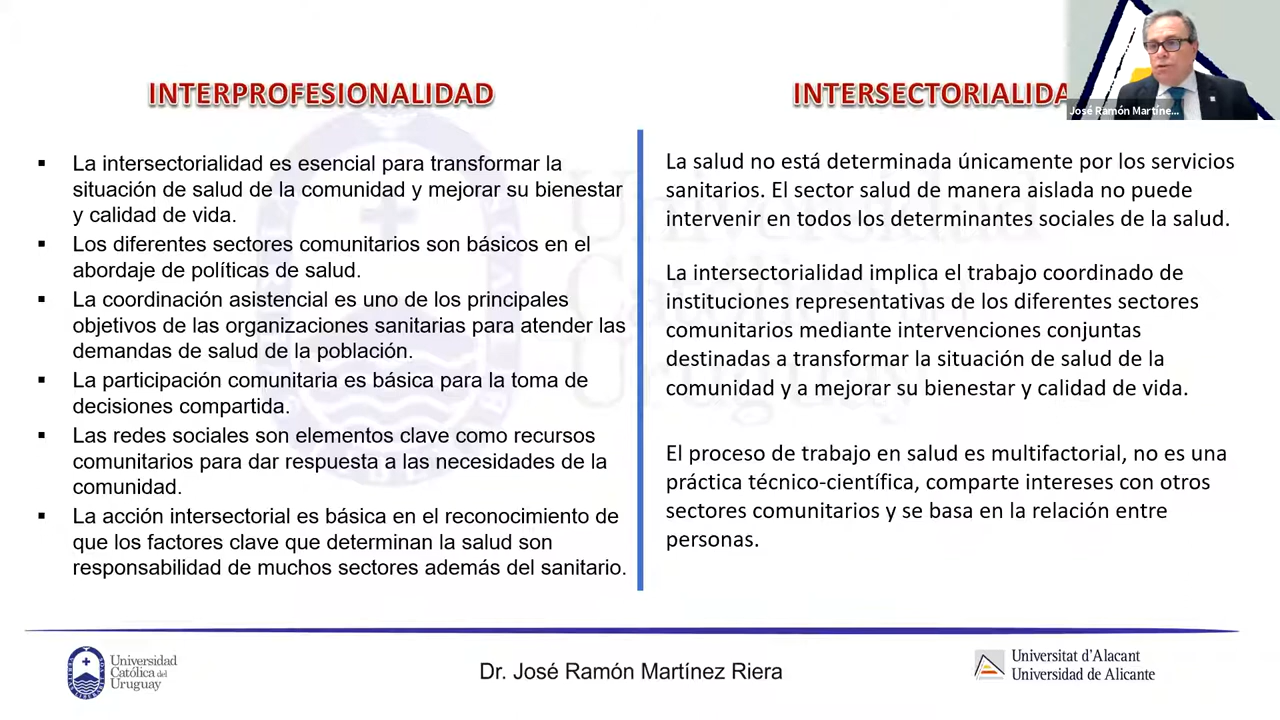 INTERPROFESIONALIDAD
▪ La intersectorialidad es esencial para transformar la
situación de salud de la comunidad y mejorar su bienestar
y calidad de vida.
▪ Los diferentes sectores comunitarios son básicos en el
abordaje de políticas de salud.
▪ La coordinación asistencial es uno de los principales
objetivos de las organizaciones sanitarias para atender las
demandas de salud de la población.
▪ La participación comunitaria es básica para la toma de
decisiones compartida.
▪ Las redes sociales son elementos clave como recursos
comunitarios para dar respuesta a las necesidades de la
comunidad.
▪ La acción intersectorial es básica en el reconocimiento de
que los factores clave que determinan la salud son
responsabilidad de muchos sectores además del sanitario.
INTERSECTORIALIDA
José Ramón Martíne...
La salud no está determinada únicamente por los servicios
sanitarios. El sector salud de manera aislada no puede
intervenir en todos los determinantes sociales de la salud.
La intersectorialidad implica el trabajo coordinado de
instituciones representativas de los diferentes sectores
comunitarios mediante intervenciones conjuntas
destinadas a transformar la situación de salud de la
comunidad y a mejorar su bienestar y calidad de vida.
El proceso de trabajo en salud es multifactorial, no es una
práctica técnico-científica, comparte intereses con otros
sectores comunitarios y se basa en la relación entre
personas.
Universidad
Católica del
Uruguay
Dr. José Ramón Martínez Riera
Universitat d'Alacant
Universidad de Alicante